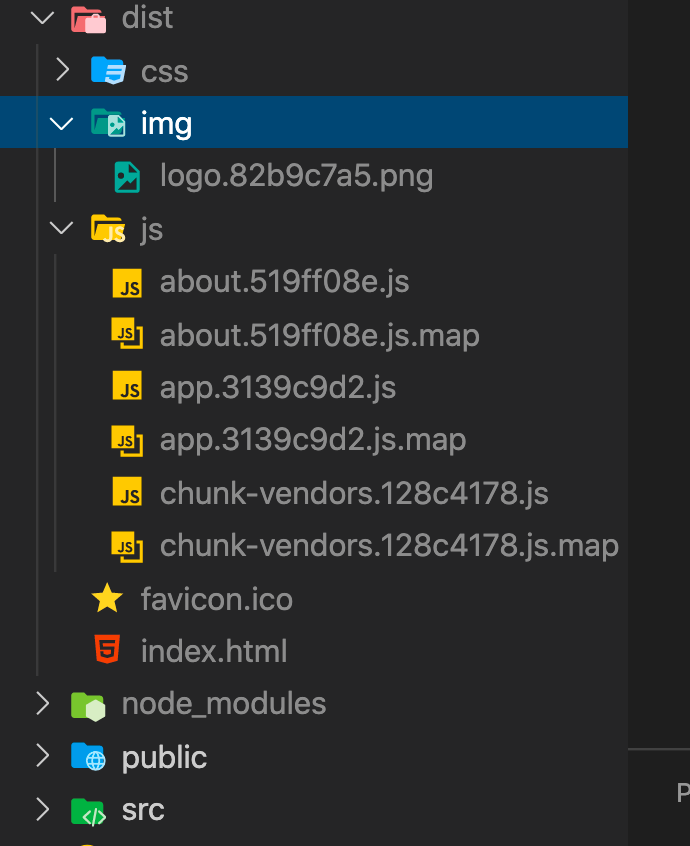 dist
css
img
logo.82b9c7a5.png
js
about.519ff08e.js
about.519ff08e.js.map
app.3139c9d2.js
app.3139c9d2.js.map
chunk-vendors.128c4178.js
chunk-vendors.128c4178.js.map
favicon.ico
index.html
node_modules
public
P
src